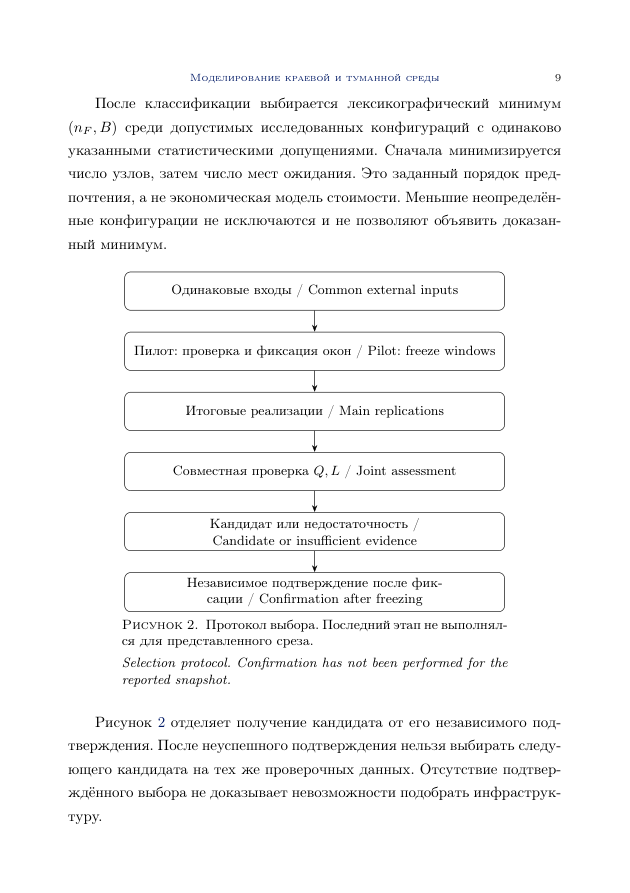 Моделирование краевой и туманной среды 9
После классификации выбирается лексикографический минимум
(n_F, B) среди допустимых исследованных конфигураций с одинаково
указанными статистическими допущениями. Сначала минимизируется
число узлов, затем число мест ожидания. Это заданный порядок пред-
почтения, а не экономическая модель стоимости. Меньшие неопределён-
ные конфигурации не исключаются и не позволяют объявить доказан-
ный минимум.
Одинаковые входы / Common external inputs
Пилот: проверка и фиксация окон / Pilot: freeze windows
Итоговые реализации / Main replications
Совместная проверка Q, L / Joint assessment
Кандидат или недостаточность /
Candidate or insufficient evidence
Независимое подтверждение после фик-
сации / Confirmation after freezing
Рисунок 2. Протокол выбора. Последний этап не выполнял-
ся для представленного среза.
Selection protocol. Confirmation has not been performed for the
reported snapshot.
Рисунок 2 отделяет получение кандидата от его независимого под-
тверждения. После неуспешного подтверждения нельзя выбирать следу-
ющего кандидата на тех же проверочных данных. Отсутствие подтвер-
ждённого выбора не доказывает невозможности подобрать инфраструк-
туру.